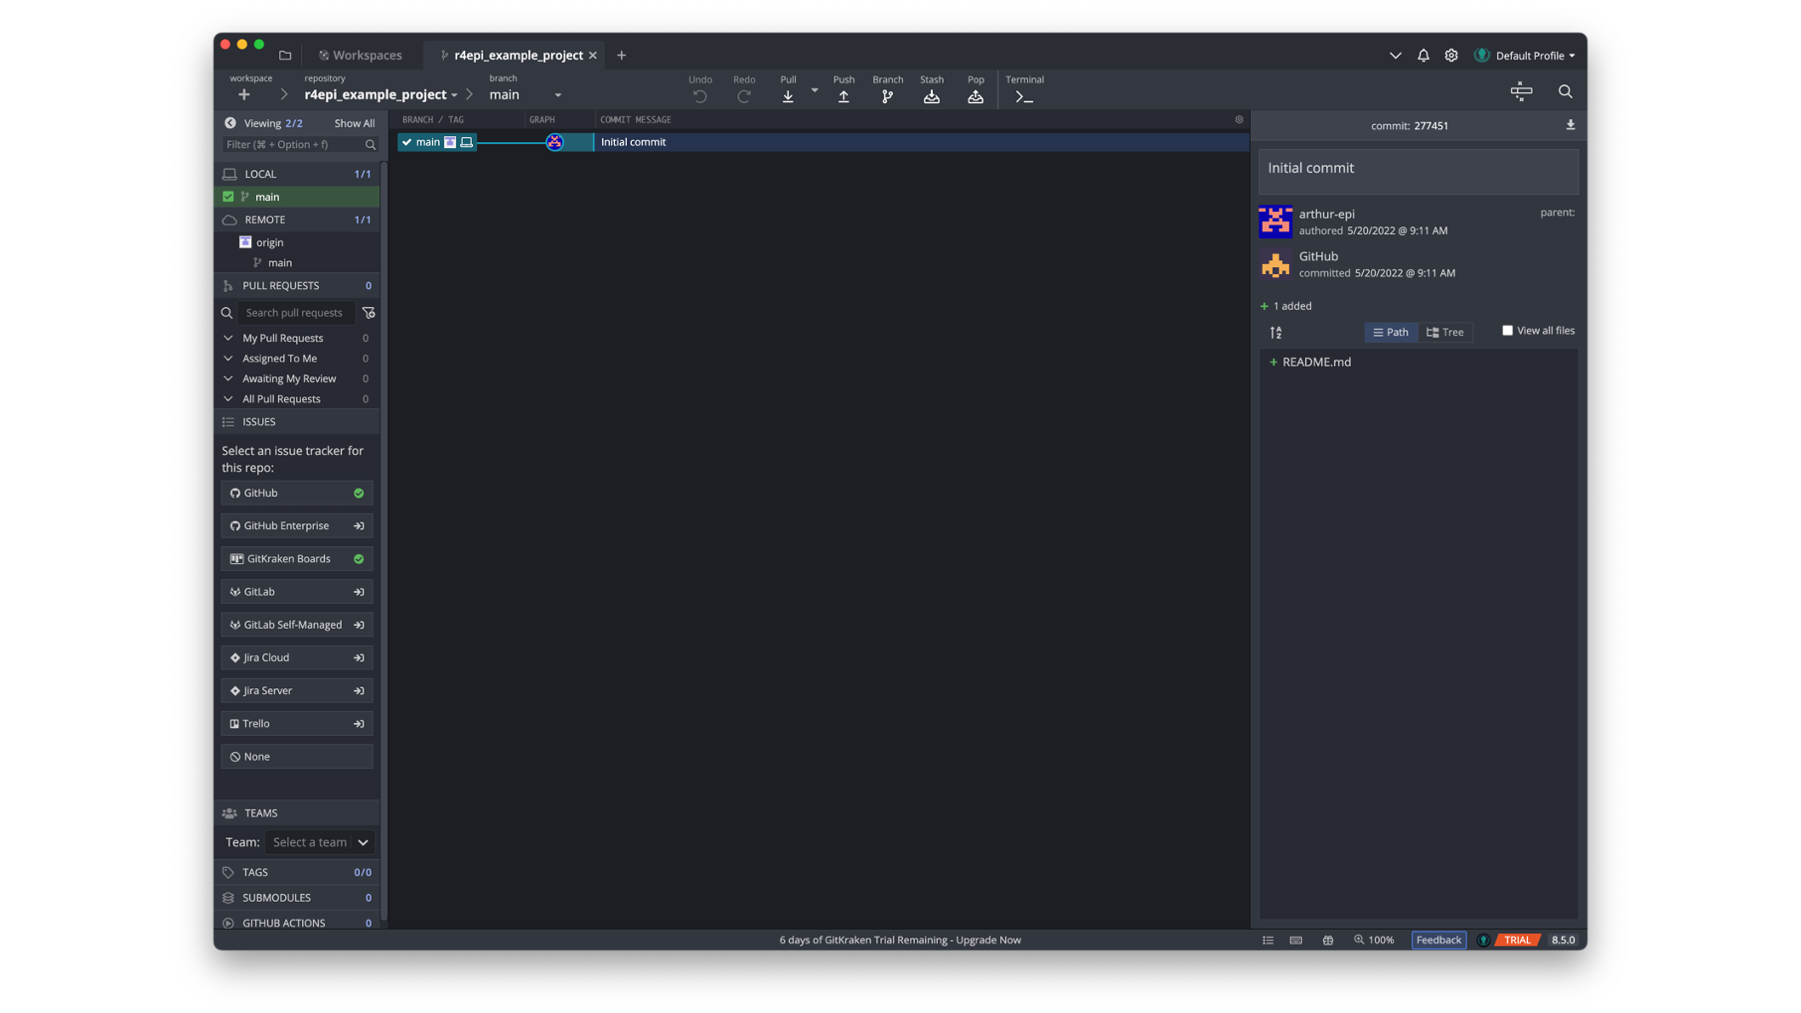 Workspaces
r4epi_example_project
Default Profile
workspace
repository
branch
r4epi_example_project
main
Undo
Redo
Pull
Push
Branch
Stash
Pop
Terminal
Viewing 2/2
Show All
Filter (⌘ + Option + f)
LOCAL 1/1
main
REMOTE 1/1
origin
main
PULL REQUESTS 0
Search pull requests
My Pull Requests 0
Assigned To Me 0
Awaiting My Review 0
All Pull Requests 0
ISSUES
Select an issue tracker for
this repo:
GitHub
GitHub Enterprise
GitKraken Boards
GitLab
GitLab Self-Managed
Jira Cloud
Jira Server
Trello
None
TEAMS
Team: Select a team
TAGS 0/0
SUBMODULES 0
GITHUB ACTIONS 0
BRANCH / TAG
GRAPH
COMMIT MESSAGE
main
Initial commit
commit: 277451
Initial commit
arthur-epi
parent:
authored 5/20/2022 @ 9:11 AM
GitHub
committed 5/20/2022 @ 9:11 AM
+ 1 added
Path
Tree
View all files
+ README.md
6 days of GitKraken Trial Remaining - Upgrade Now
100%
Feedback
TRIAL
8.5.0